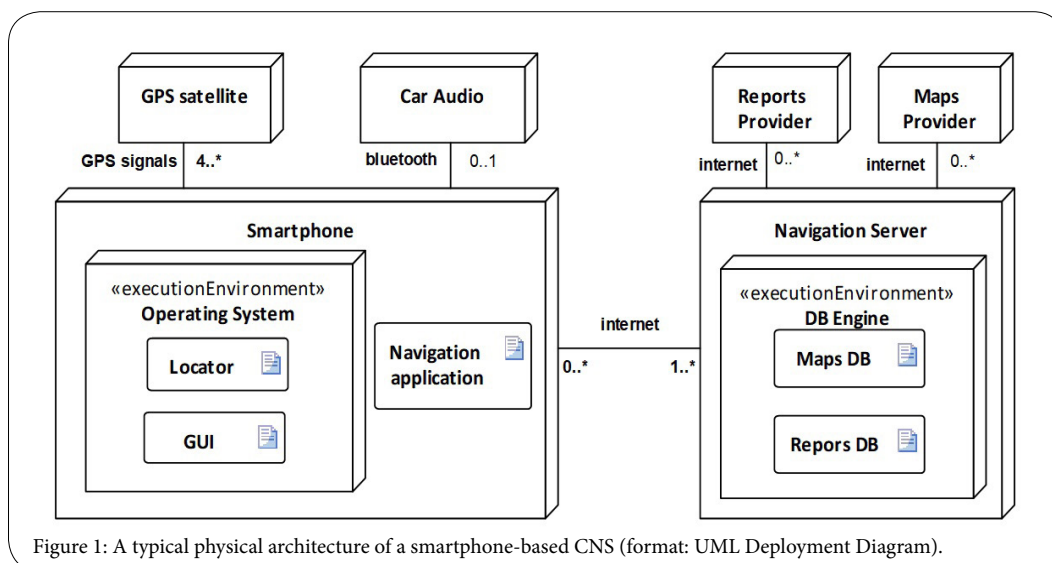 GPS satellite
Car Audio
Reports
Provider
Maps
Provider
GPS signals
4..*
bluetooth
0..1
internet
0..*
internet
0..*
Smartphone
«executionEnvironment»
Operating System
Locator
GUI
Navigation
application
internet
0..*
1..*
Navigation Server
«executionEnvironment»
DB Engine
Maps DB
Repors DB
Figure 1: A typical physical architecture of a smartphone-based CNS (format: UML Deployment Diagram).